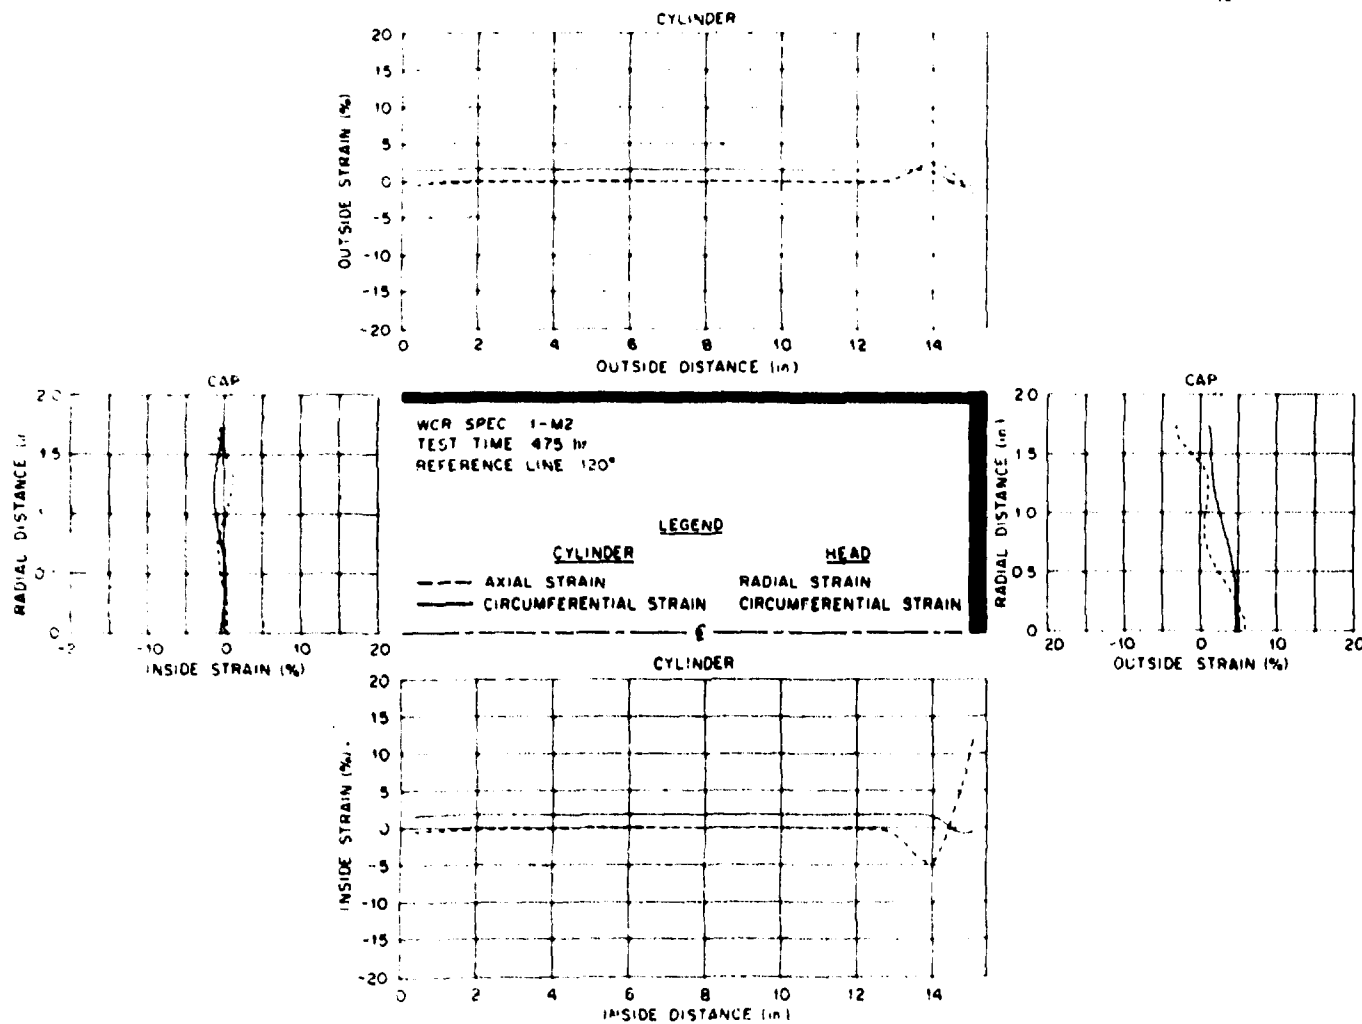 CYLINDER
20
15
10
5
0
-5
-10
-15
-20
OUTSIDE STRAIN (%)
0 2 4 6 8 10 12 14
OUTSIDE DISTANCE (in)
CAP
RADIAL DISTANCE
-10 0 10 20
INSIDE STRAIN (%)
WCR SPEC 1-M2
TEST TIME 475 hr
REFERENCE LINE 120°
LEGEND
CYLINDER HEAD
AXIAL STRAIN RADIAL STRAIN
CIRCUMFERENTIAL STRAIN CIRCUMFERENTIAL STRAIN
CAP
2 0
1 5
1 0
0 5
0
RADIAL DISTANCE (in)
20 -10 0 10 20
OUTSIDE STRAIN (%)
CYLINDER
20
15
10
5
0
-5
-10
-15
-20
INSIDE STRAIN (%)
0 2 4 6 8 10 12 14
INSIDE DISTANCE (in)